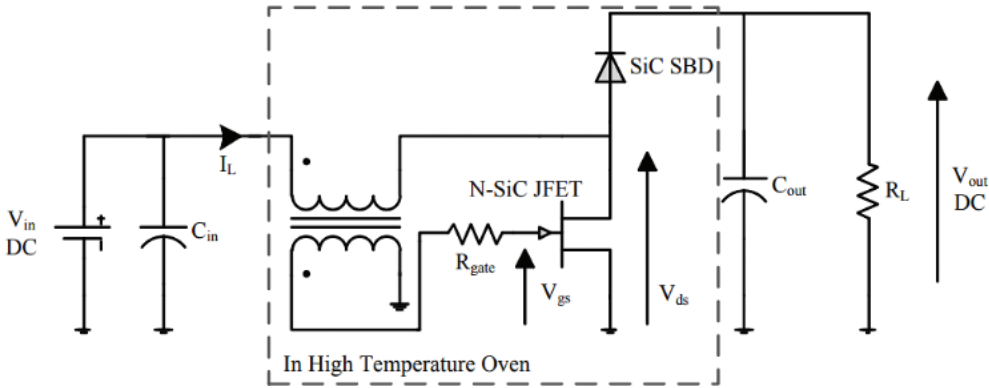 SiC SBD
I_L
N-SiC JFET
V_in
DC
C_in
R_gate
V_gs
V_ds
C_out
R_L
V_out
DC
In High Temperature Oven